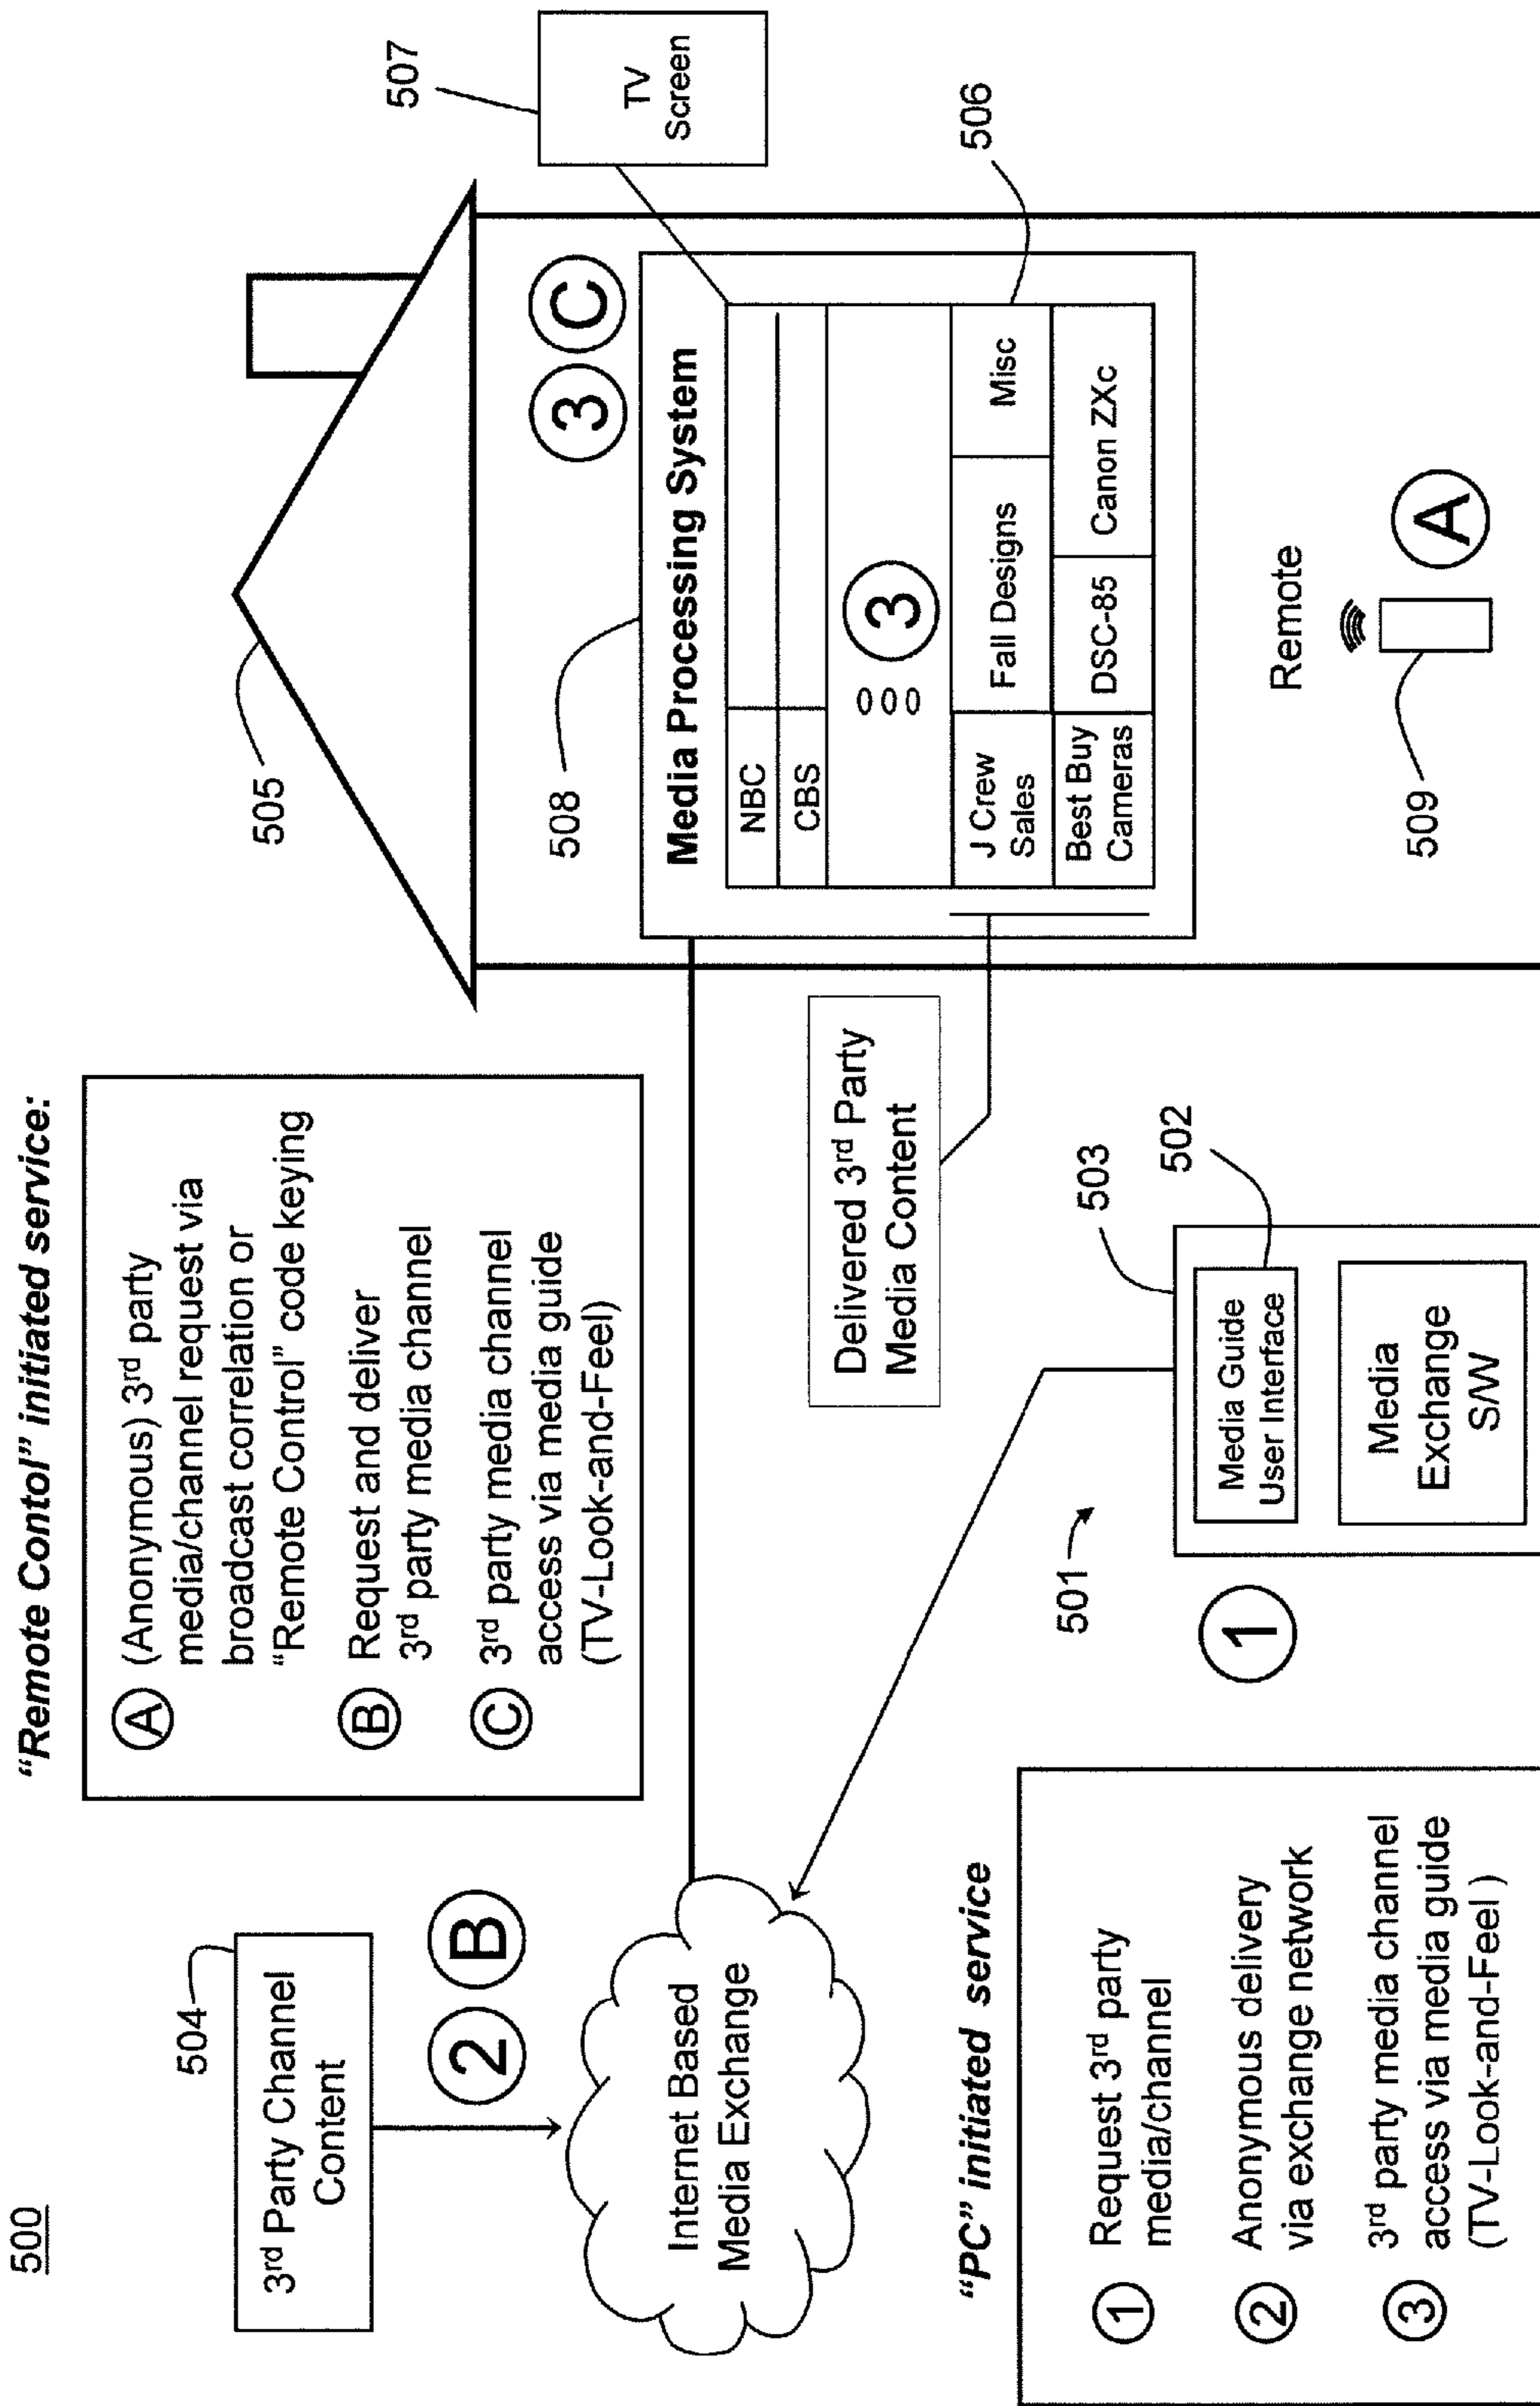 500
"Remote Contol" initiated service:
A (Anonymous) 3rd party
media/channel request via
broadcast correlation or
"Remote Control" code keying
B Request and deliver
3rd party media channel
C 3rd party media channel
access via media guide
(TV-Look-and-Feel)
504
3rd Party Channel
Content
2 B
Internet Based
Media Exchange
"PC" initiated service
1 Request 3rd party
media/channel
2 Anonymous delivery
via exchange network
3 3rd party media channel
access via media guide
(TV-Look-and-Feel )
Delivered 3rd Party
Media Content
501
503
502
1
Media Guide
User Interface
Media
Exchange
S/W
505
507
TV
Screen
3 C
508
Media Processing System
NBC
CBS
000
3
J Crew
Sales
Fall Designs
Misc
506
Best Buy
Cameras
DSC-85
Canon ZXc
Remote
509
A